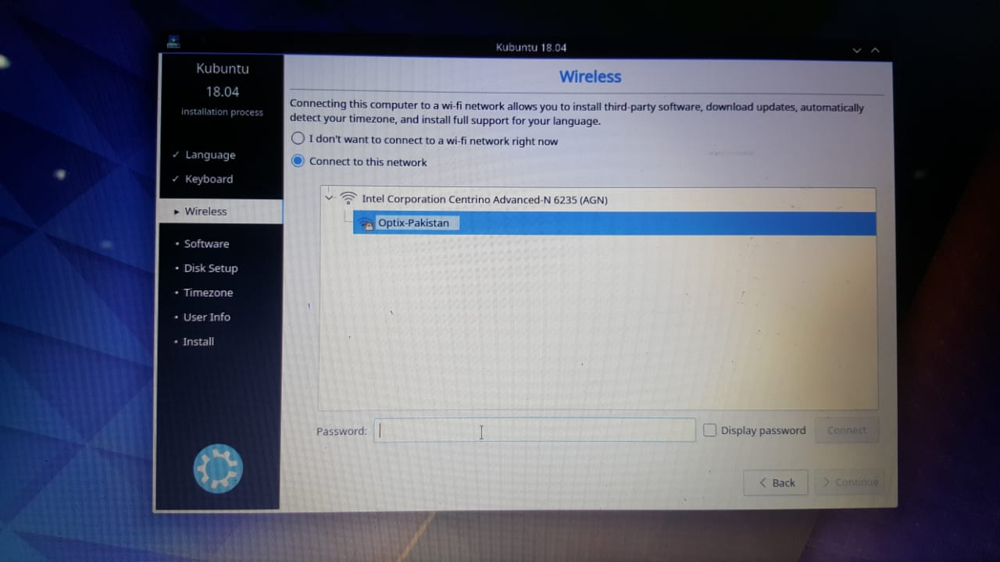 Kubuntu 18.04
Kubuntu
18.04
installation process
✓ Language
✓ Keyboard
▸ Wireless
• Software
• Disk Setup
• Timezone
• User Info
• Install
Wireless
Connecting this computer to a wi-fi network allows you to install third-party software, download updates, automatically
detect your timezone, and install full support for your language.
I don't want to connect to a wi-fi network right now
Connect to this network
Intel Corporation Centrino Advanced-N 6235 (AGN)
Optix-Pakistan
Password:
Display password
Connect
Back
Continue